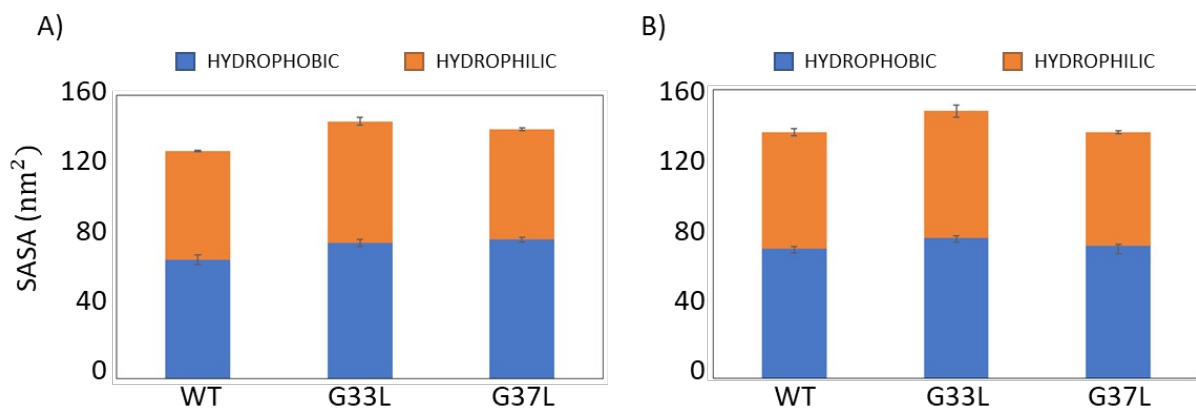 A)
HYDROPHOBIC HYDROPHILIC
SASA (nm²)
160
120
80
40
0
WT G33L G37L
B)
HYDROPHOBIC HYDROPHILIC
160
120
80
40
0
WT G33L G37L